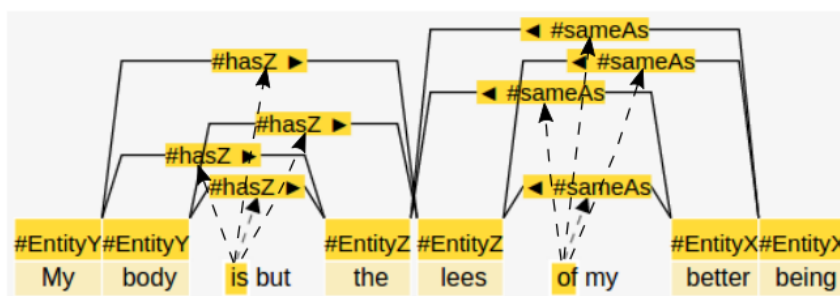 ◄ #sameAs
#hasZ ► ◄ #sameAs
◄ #sameAs
#hasZ ►
#hasZ ►
#hasZ ► ◄ #sameAs
#EntityY #EntityY #EntityZ #EntityZ #EntityX #EntityX
My body is but the lees of my better being